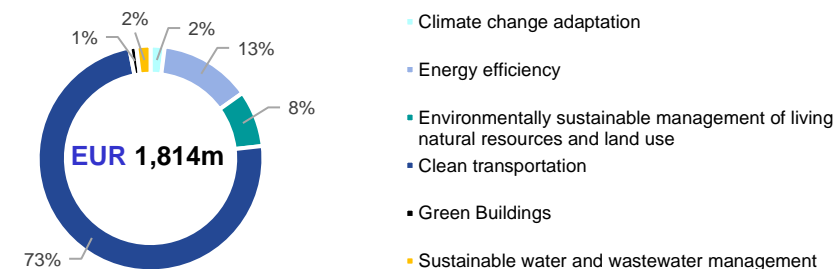 2%
2%
1%
13%
8%
EUR 1,814m
73%
Climate change adaptation
Energy efficiency
Environmentally sustainable management of living
natural resources and land use
Clean transportation
Green Buildings
Sustainable water and wastewater management